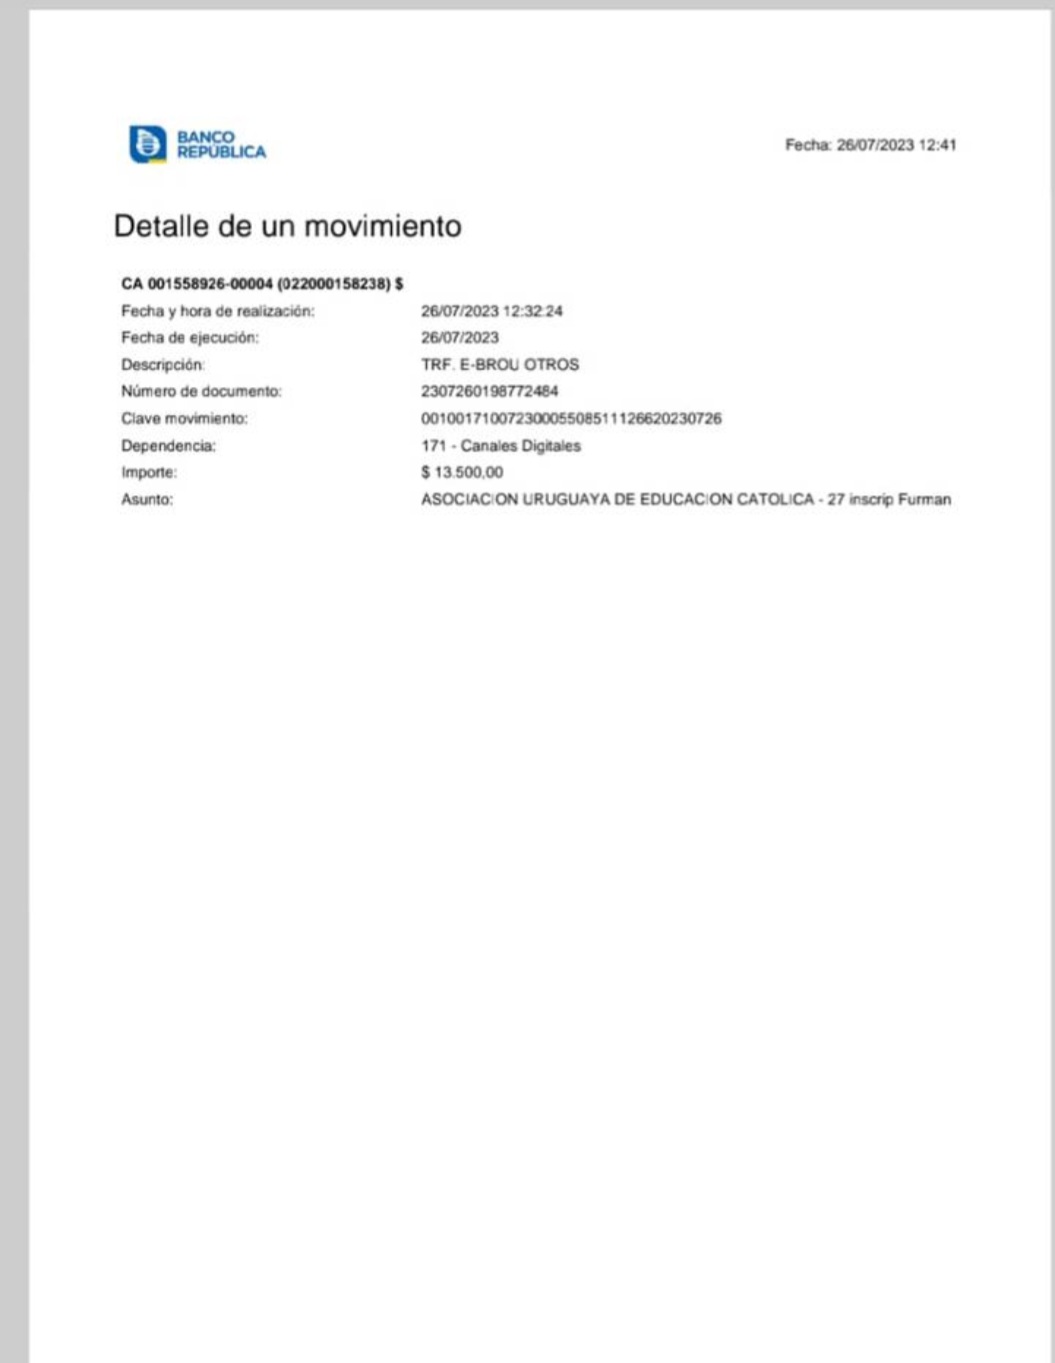 BANCO
REPÚBLICA
Fecha: 26/07/2023 12:41
Detalle de un movimiento
CA 001558926-00004 (022000158238) $
Fecha y hora de realización: 26/07/2023 12:32:24
Fecha de ejecución: 26/07/2023
Descripción: TRF. E-BROU OTROS
Número de documento: 2307260198772484
Clave movimiento: 00100171007230005508511126620230726
Dependencia: 171 - Canales Digitales
Importe: $ 13.500,00
Asunto: ASOCIACION URUGUAYA DE EDUCACION CATOLICA - 27 inscrip Furman